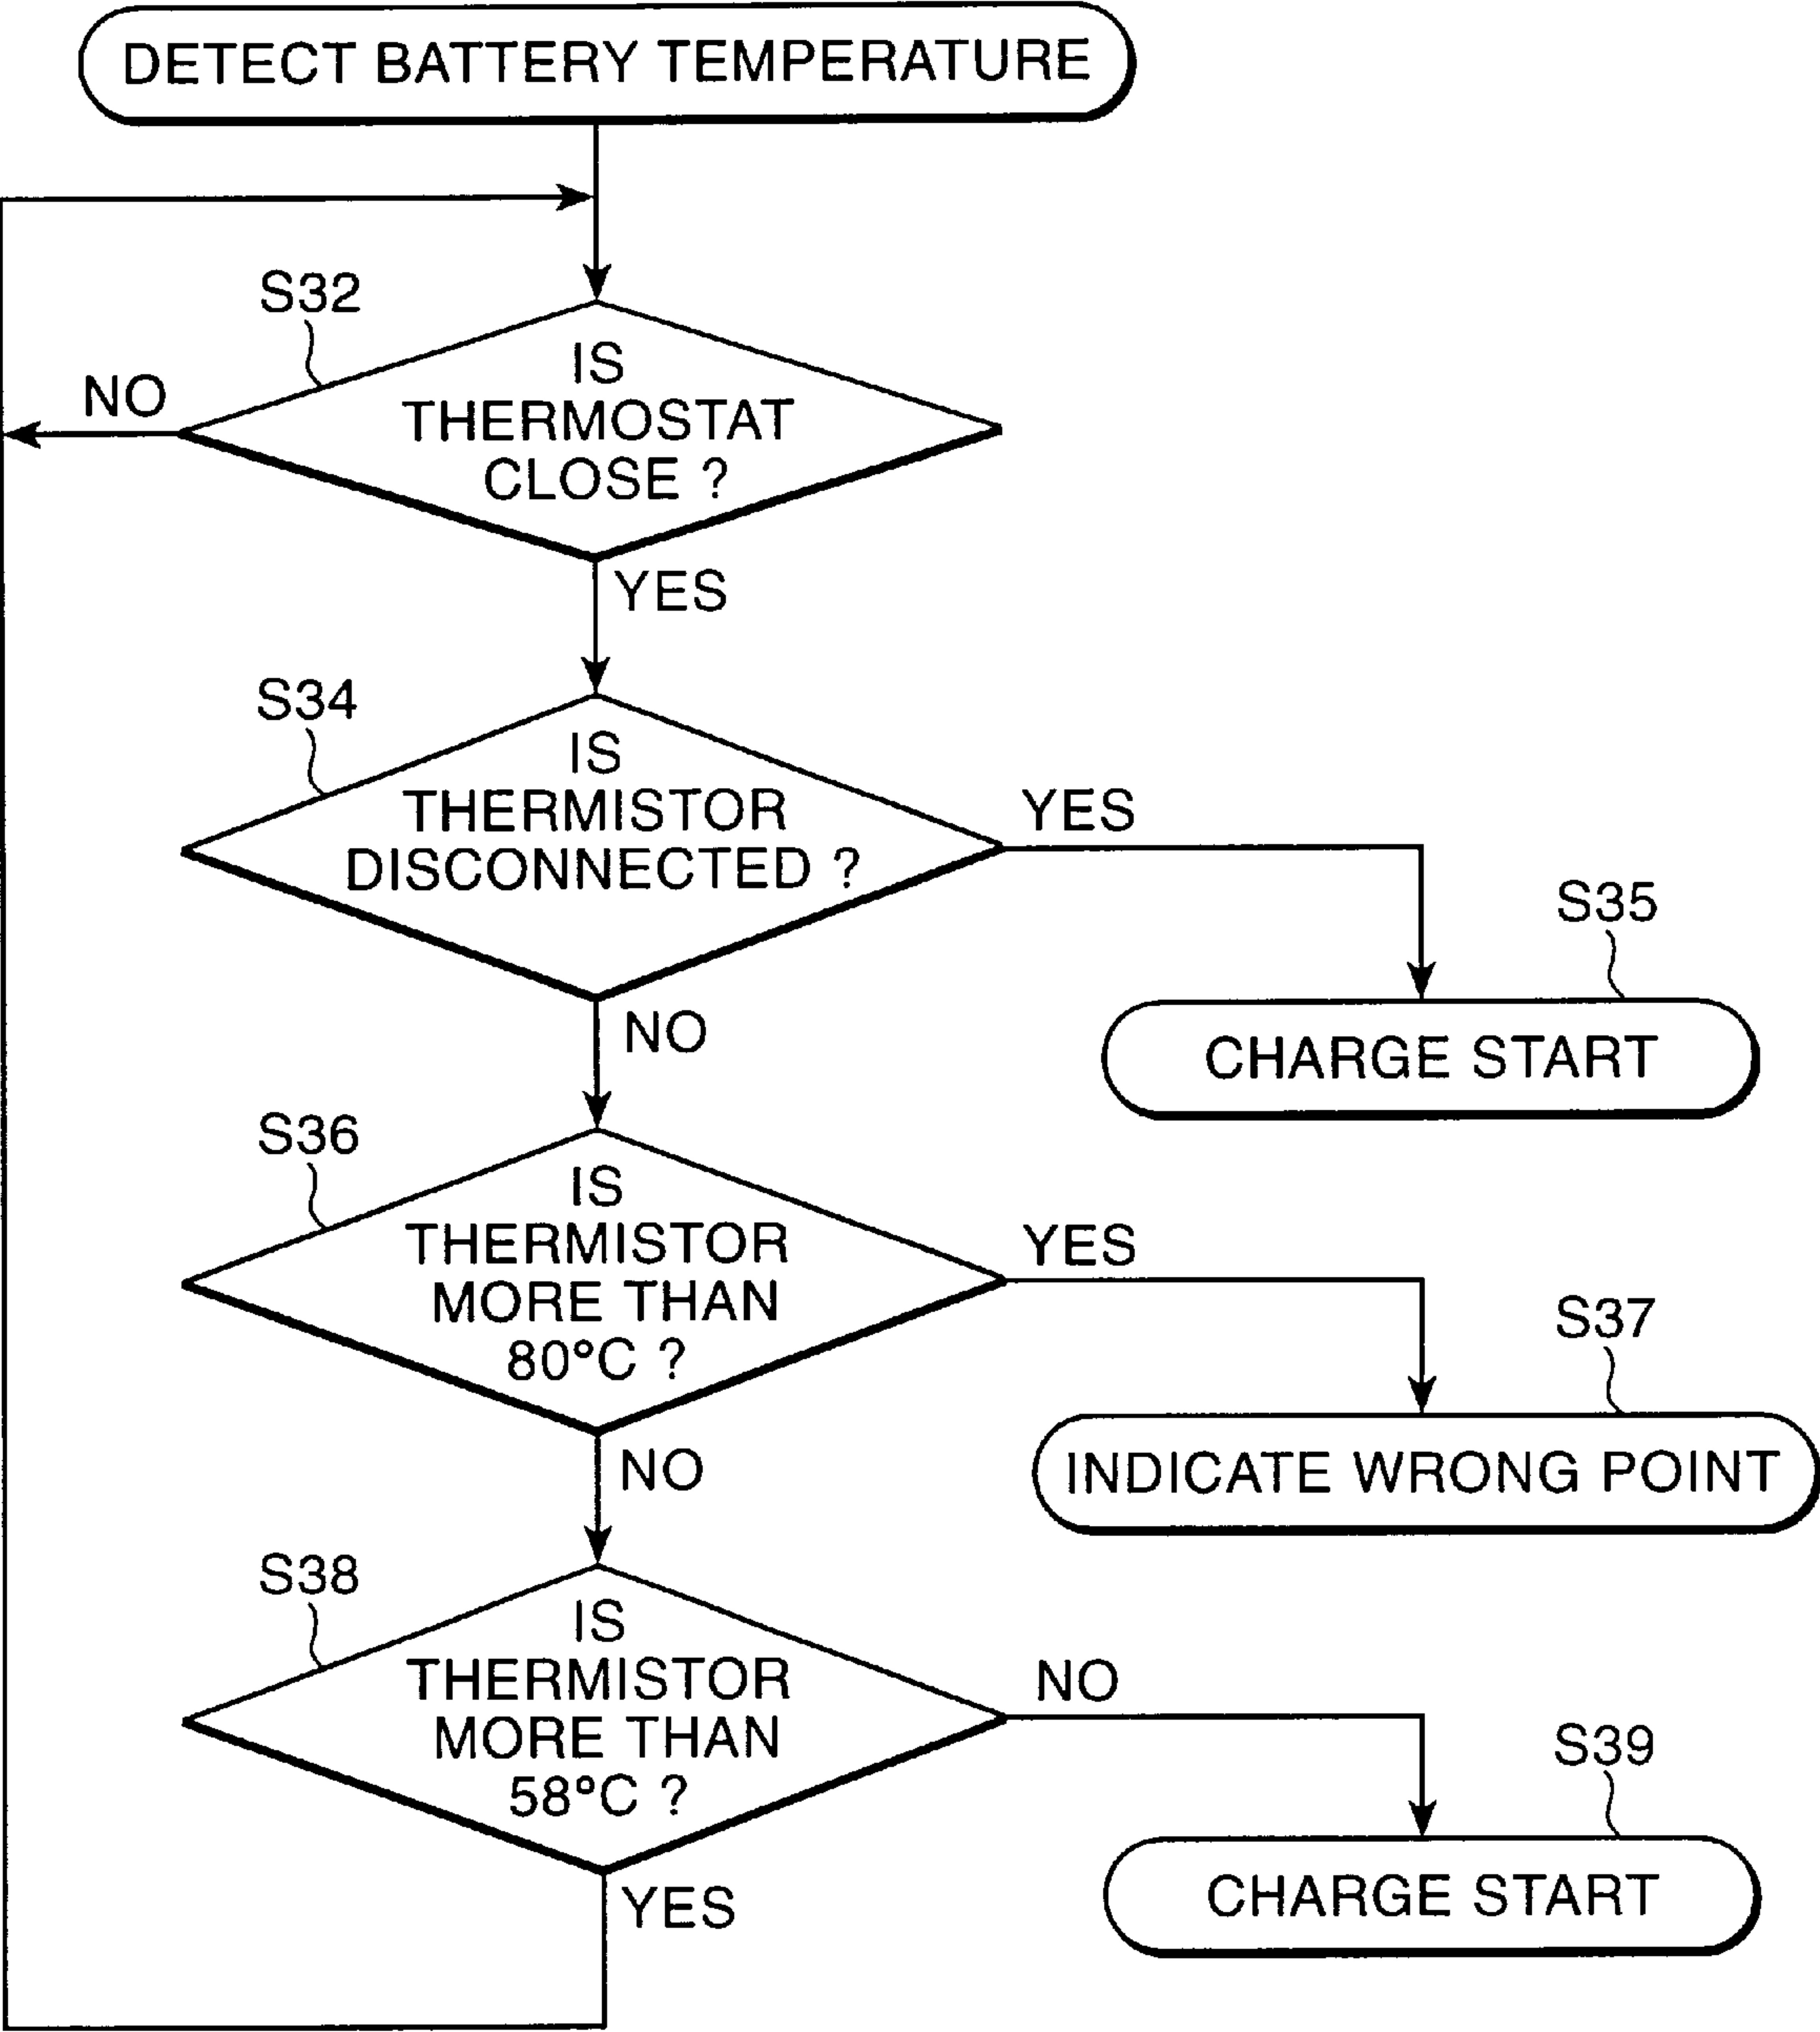 DETECT BATTERY TEMPERATURE
S32
IS
THERMOSTAT
CLOSE ?
NO
YES
S34
IS
THERMISTOR
DISCONNECTED ?
YES
S35
CHARGE START
NO
S36
IS
THERMISTOR
MORE THAN
80°C ?
YES
S37
INDICATE WRONG POINT
NO
S38
IS
THERMISTOR
MORE THAN
58°C ?
NO
S39
CHARGE START
YES